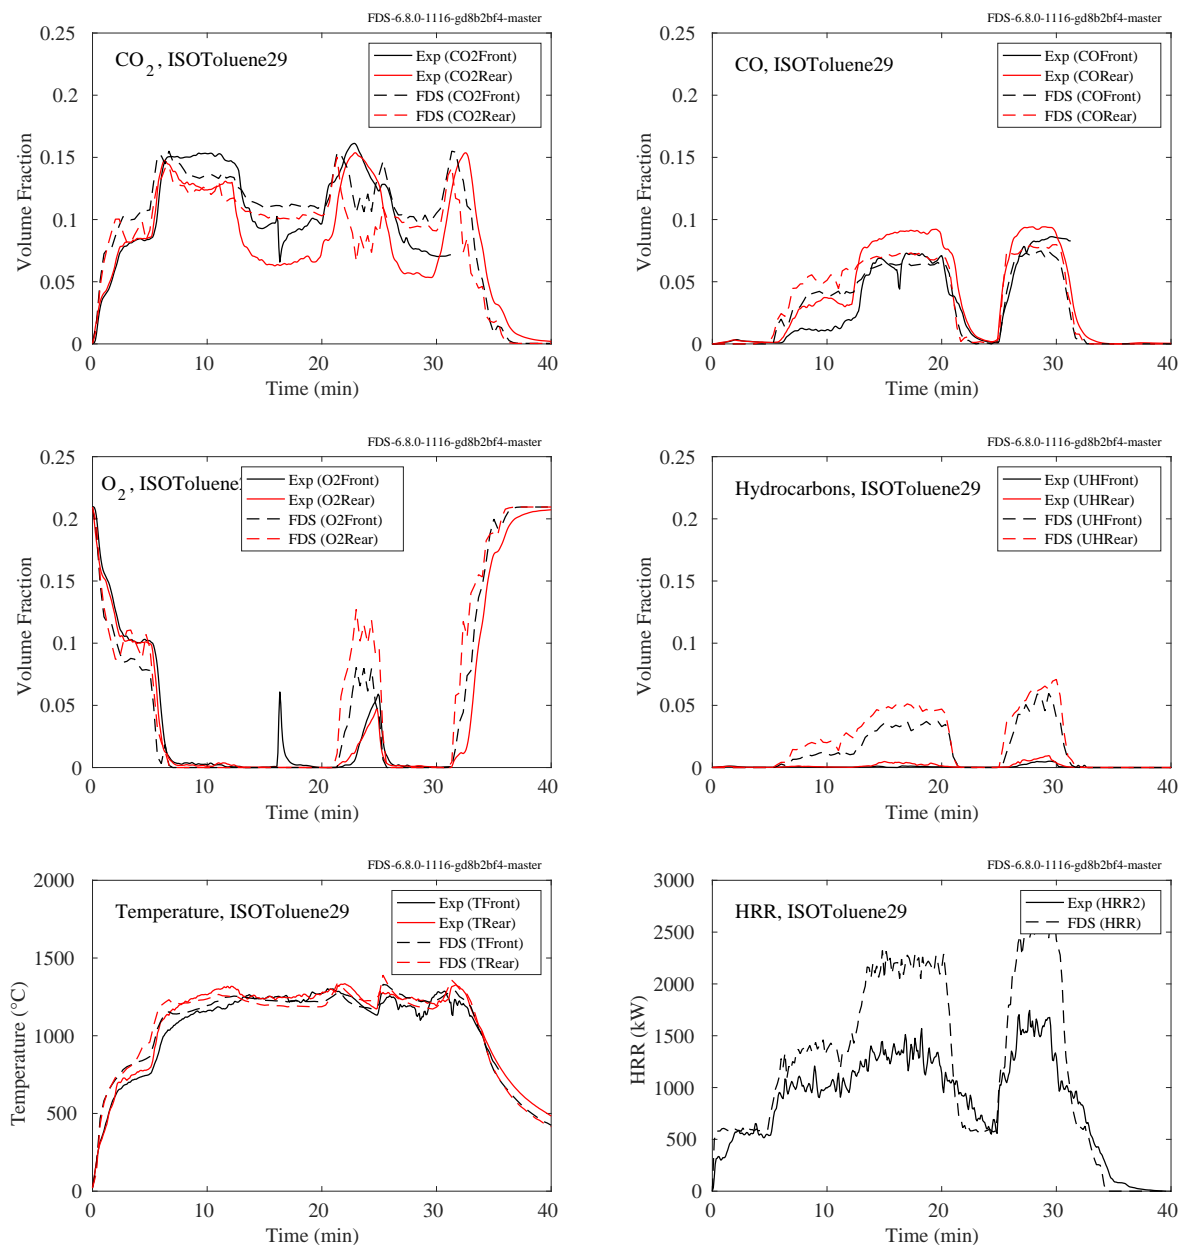 FDS-6.8.0-1116-gd8b2bf4-master
CO2, ISOToluene29
Exp (CO2Front)
Exp (CO2Rear)
FDS (CO2Front)
FDS (CO2Rear)
Volume Fraction
0.25
0.2
0.15
0.1
0.05
0
0 10 20 30 40
Time (min)
FDS-6.8.0-1116-gd8b2bf4-master
CO, ISOToluene29
Exp (COFront)
Exp (CORear)
FDS (COFront)
FDS (CORear)
Volume Fraction
0.25
0.2
0.15
0.1
0.05
0
0 10 20 30 40
Time (min)
FDS-6.8.0-1116-gd8b2bf4-master
O2, ISOToluene
Exp (O2Front)
Exp (O2Rear)
FDS (O2Front)
FDS (O2Rear)
Volume Fraction
0.25
0.2
0.15
0.1
0.05
0
0 10 20 30 40
Time (min)
FDS-6.8.0-1116-gd8b2bf4-master
Hydrocarbons, ISOToluene29
Exp (UHFront)
Exp (UHRear)
FDS (UHFront)
FDS (UHRear)
Volume Fraction
0.25
0.2
0.15
0.1
0.05
0
0 10 20 30 40
Time (min)
FDS-6.8.0-1116-gd8b2bf4-master
Temperature, ISOToluene29
Exp (TFront)
Exp (TRear)
FDS (TFront)
FDS (TRear)
Temperature (°C)
2000
1500
1000
500
0
0 10 20 30 40
Time (min)
FDS-6.8.0-1116-gd8b2bf4-master
HRR, ISOToluene29
Exp (HRR2)
FDS (HRR)
HRR (kW)
3000
2500
2000
1500
1000
500
0
0 10 20 30 40
Time (min)